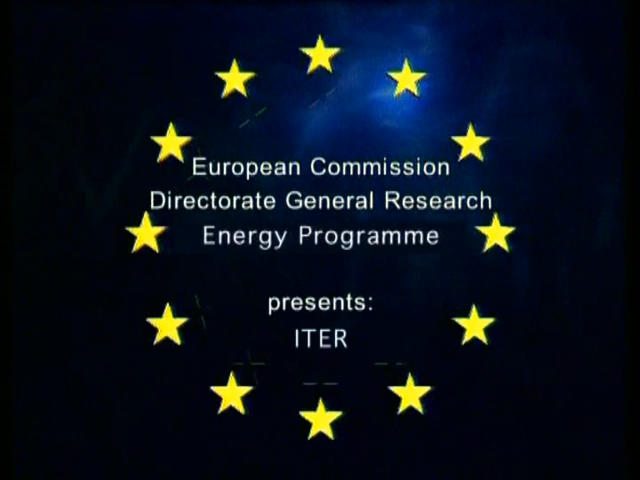 European Commission
Directorate General Research
Energy Programme
presents:
ITER